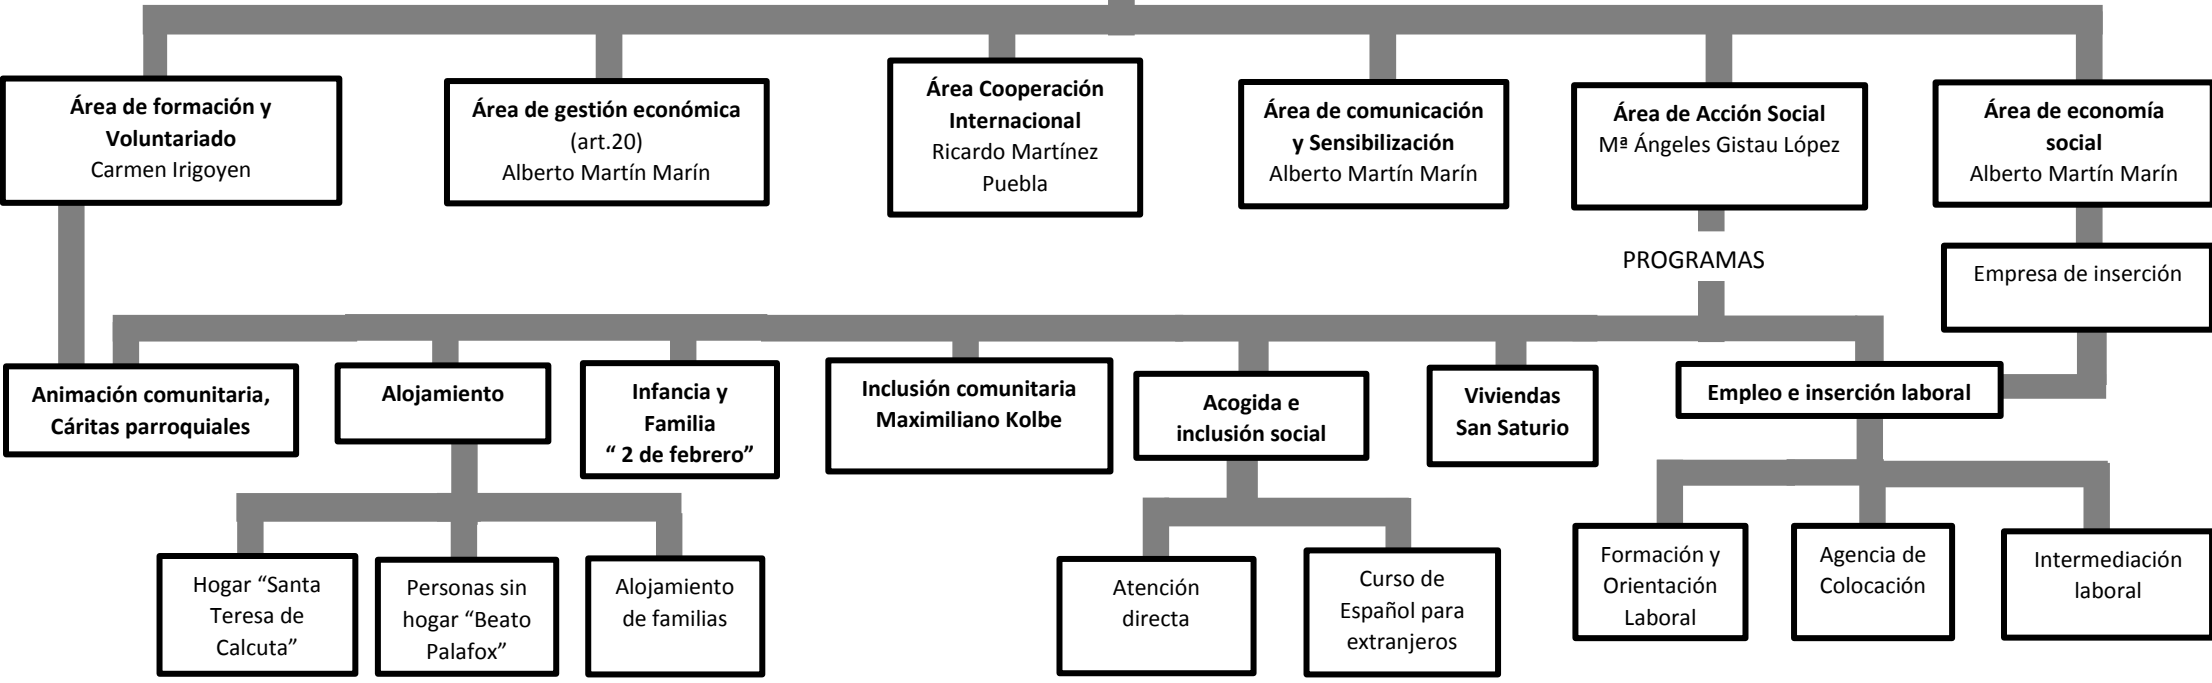 Área de formación y
Voluntariado
Carmen Irigoyen
Área de gestión económica
(art.20)
Alberto Martín Marín
Área Cooperación
Internacional
Ricardo Martínez
Puebla
Área de comunicación
y Sensibilización
Alberto Martín Marín
Área de Acción Social
Mª Ángeles Gistau López
Área de economía
social
Alberto Martín Marín
PROGRAMAS
Empresa de inserción
Animación comunitaria,
Cáritas parroquiales
Alojamiento
Infancia y
Familia
“ 2 de febrero”
Inclusión comunitaria
Maximiliano Kolbe
Acogida e
inclusión social
Viviendas
San Saturio
Empleo e inserción laboral
Hogar “Santa
Teresa de
Calcuta”
Personas sin
hogar “Beato
Palafox”
Alojamiento
de familias
Atención
directa
Curso de
Español para
extranjeros
Formación y
Orientación
Laboral
Agencia de
Colocación
Intermediación
laboral